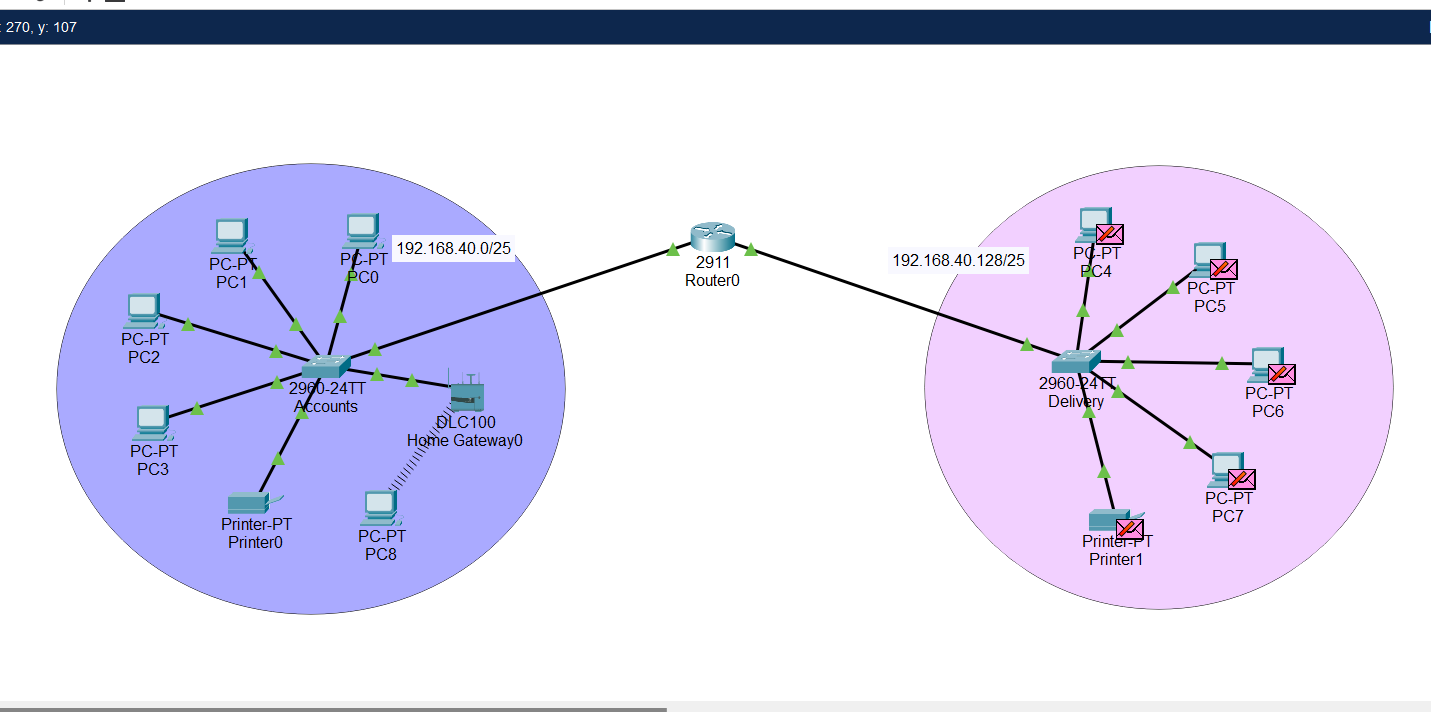 : 270, y: 107
PC-PT
PC1
PC-PT
PC0
192.168.40.0/25
PC-PT
PC2
2960-24TT
Accounts
PC-PT
PC3
DLC100
Home Gateway0
Printer-PT
Printer0
PC-PT
PC8
2911
Router0
192.168.40.128/25
PC-PT
PC4
PC-PT
PC5
2960-24TT
Delivery
PC-PT
PC6
PC-PT
PC7
Printer-PT
Printer1